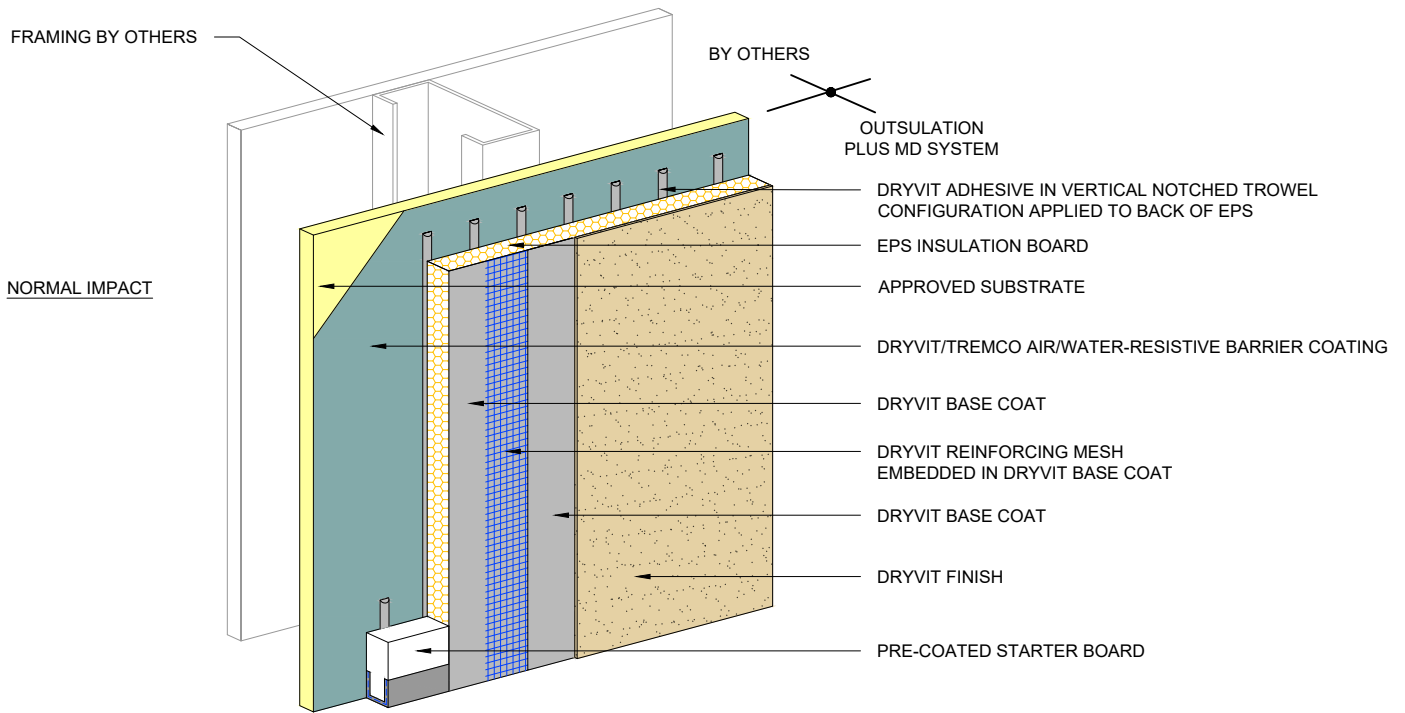 FRAMING BY OTHERS
BY OTHERS
OUTSULATION
PLUS MD SYSTEM
DRYVIT ADHESIVE IN VERTICAL NOTCHED TROWEL
CONFIGURATION APPLIED TO BACK OF EPS
EPS INSULATION BOARD
NORMAL IMPACT
APPROVED SUBSTRATE
DRYVIT/TREMCO AIR/WATER-RESISTIVE BARRIER COATING
DRYVIT BASE COAT
DRYVIT REINFORCING MESH
EMBEDDED IN DRYVIT BASE COAT
DRYVIT BASE COAT
DRYVIT FINISH
PRE-COATED STARTER BOARD